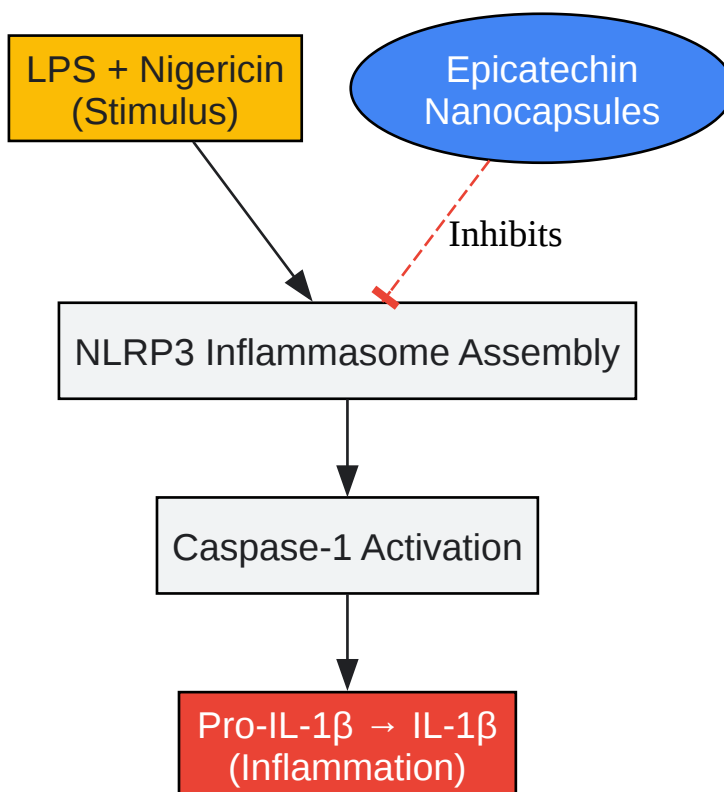 LPS + Nigericin
(Stimulus)
Epicatechin
Nanocapsules
Inhibits
NLRP3 Inflammasome Assembly
Caspase-1 Activation
Pro-IL-1β → IL-1β
(Inflammation)